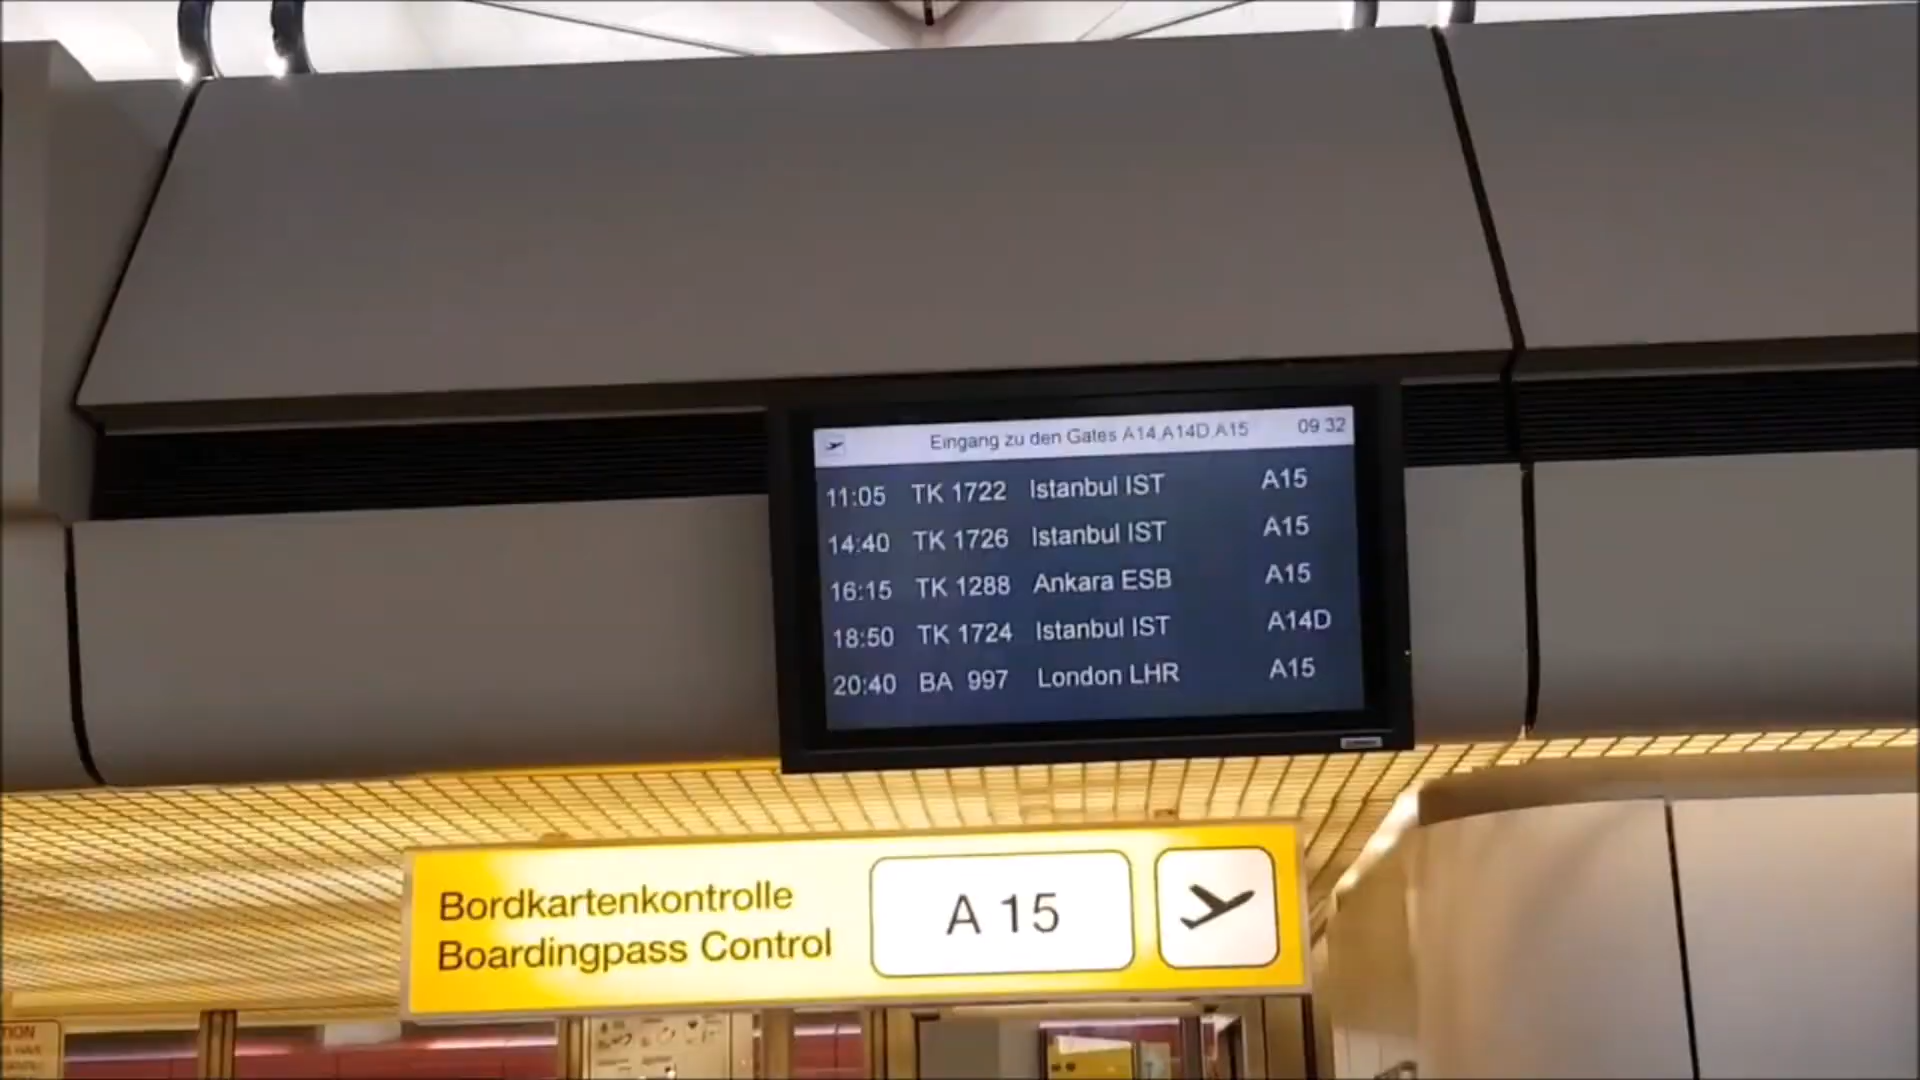 Eingang zu den Gates A14,A14D,A15 09:32
11:05 TK 1722 Istanbul IST A15
14:40 TK 1726 Istanbul IST A15
16:15 TK 1288 Ankara ESB A15
18:50 TK 1724 Istanbul IST A14D
20:40 BA 997 London LHR A15
Bordkartenkontrolle
Boardingpass Control
A 15